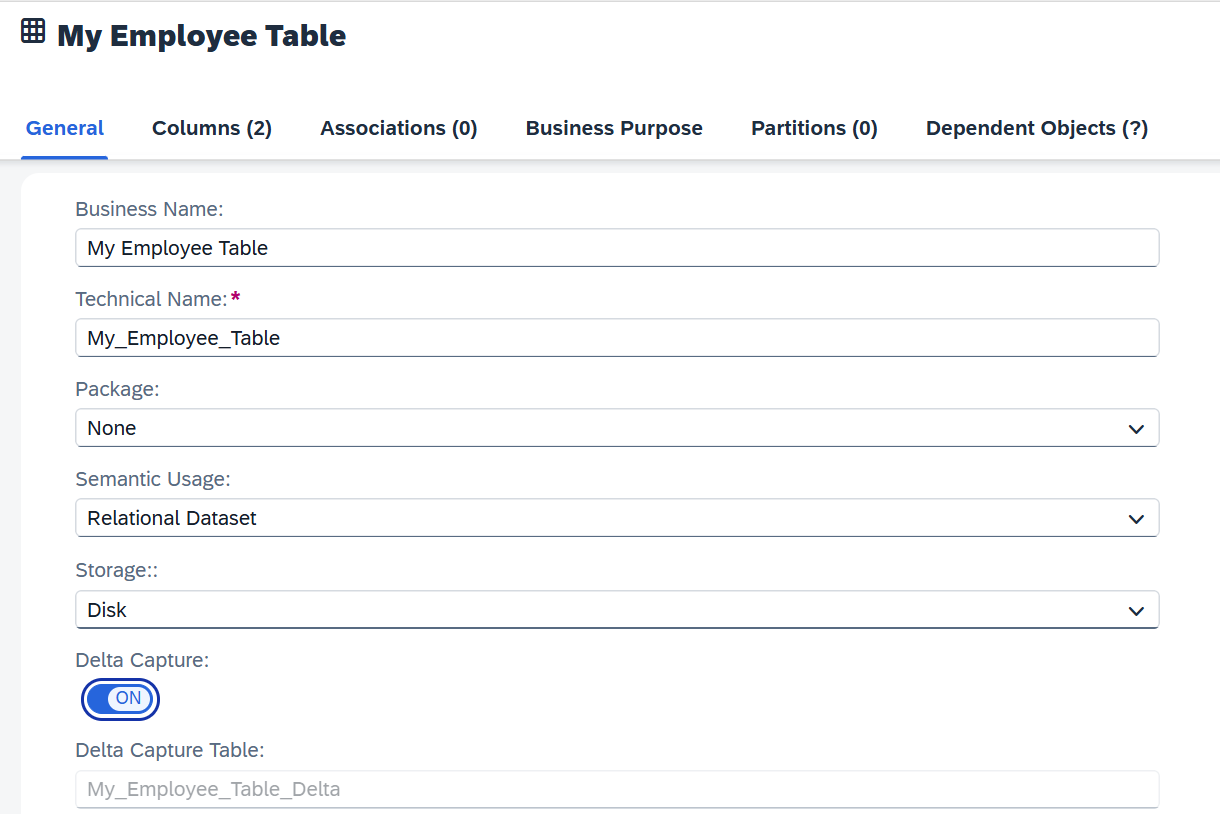 My Employee Table
General Columns (2) Associations (0) Business Purpose Partitions (0) Dependent Objects (?)
Business Name:
My Employee Table
Technical Name:*
My_Employee_Table
Package:
None
Semantic Usage:
Relational Dataset
Storage::
Disk
Delta Capture:
ON
Delta Capture Table:
My_Employee_Table_Delta